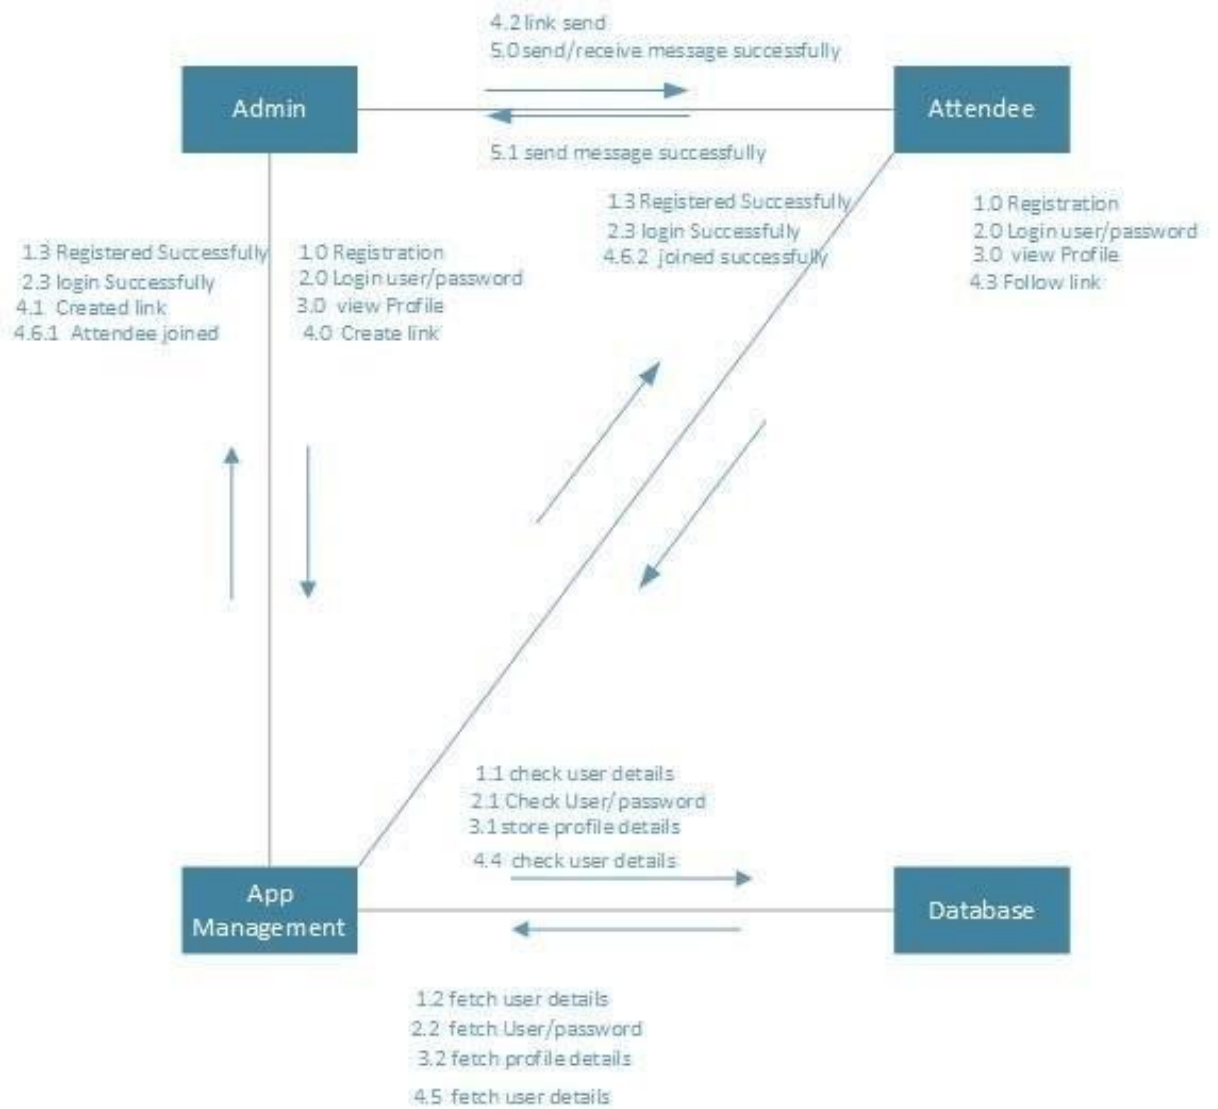 4.2 link send
5.0 send/receive message successfully
Admin
Attendee
5.1 send message successfully
1.3 Registered Successfully
2.3 login Successfully
4.6.2 joined successfully
1.0 Registration
2.0 Login user/password
3.0 view Profile
4.3 Follow link
1.3 Registered Successfully
2.3 login Successfully
4.1 Created link
4.6.1 Attendee joined
1.0 Registration
2.0 Login user/password
3.0 view Profile
4.0 Create link
1.1 check user details
2.1 Check User/password
3.1 store profile details
4.4 check user details
App
Management
Database
1.2 fetch user details
2.2 fetch User/password
3.2 fetch profile details
4.5 fetch user details